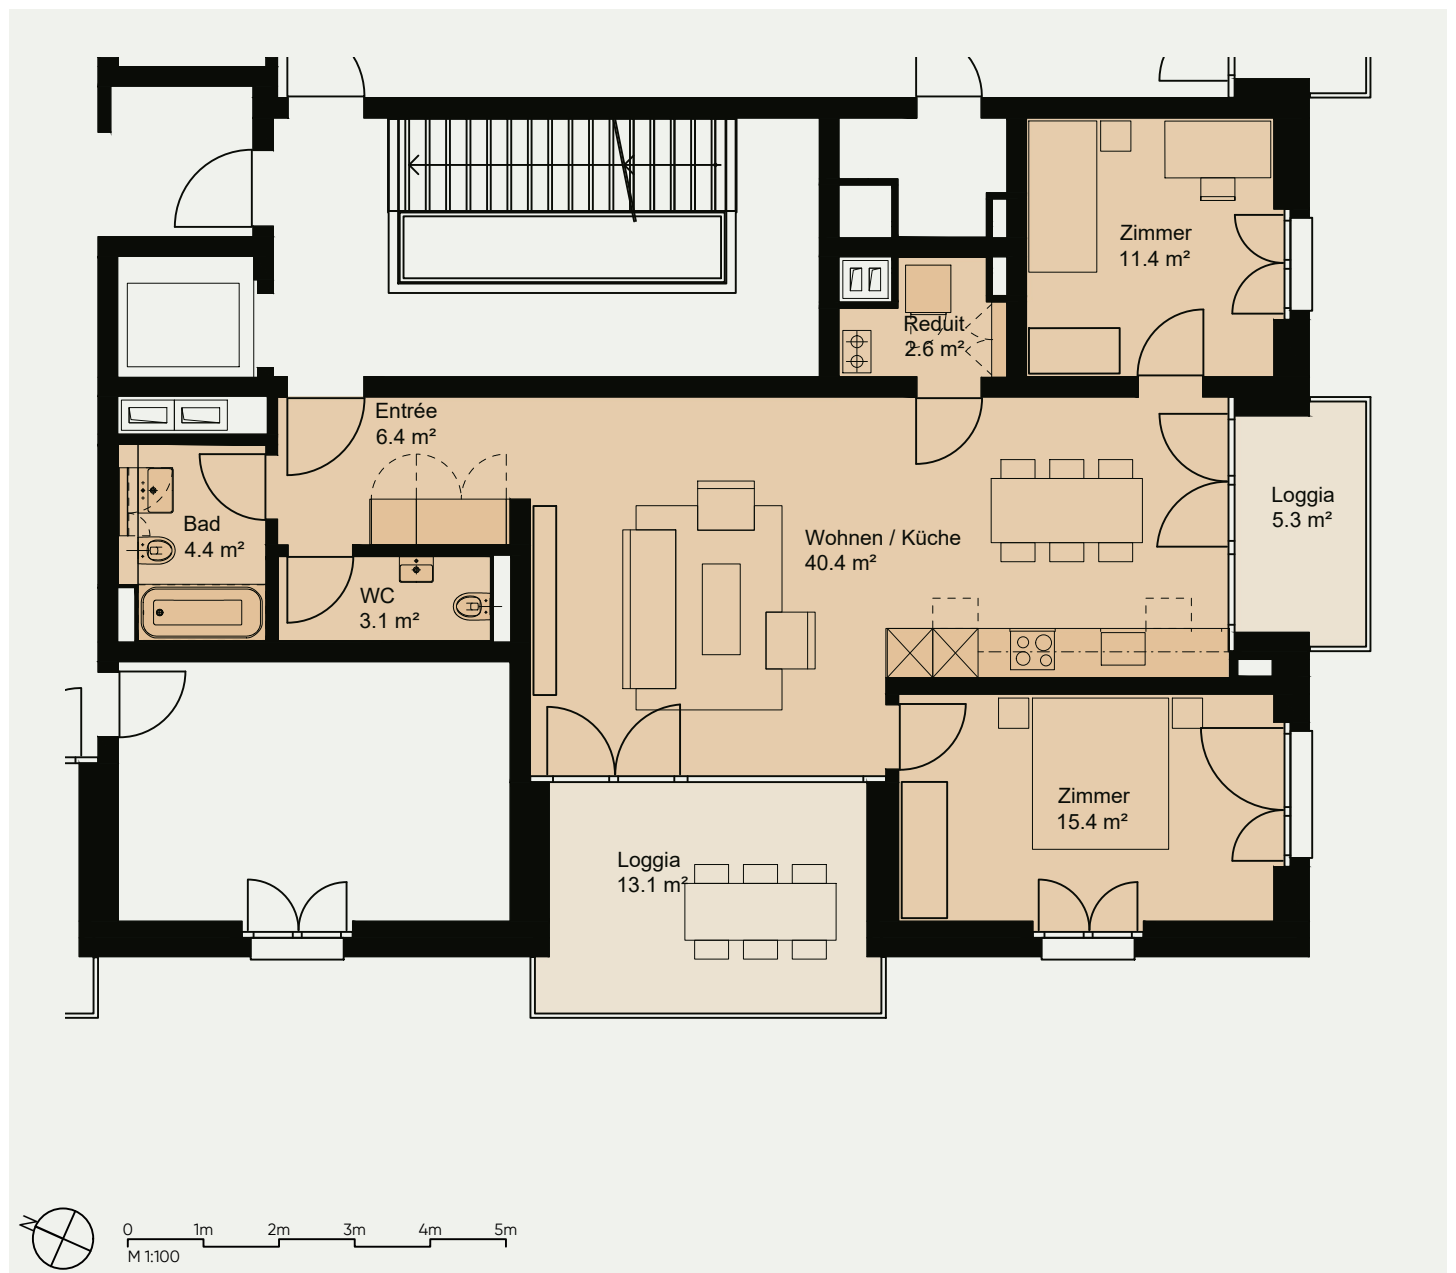 Zimmer
11.4 m²
Reduit
2.6 m²
Entrée
6.4 m²
Loggia
5.3 m²
Bad
4.4 m²
Wohnen / Küche
40.4 m²
WC
3.1 m²
Zimmer
15.4 m²
Loggia
13.1 m²
N
0 1m 2m 3m 4m 5m
M 1:100